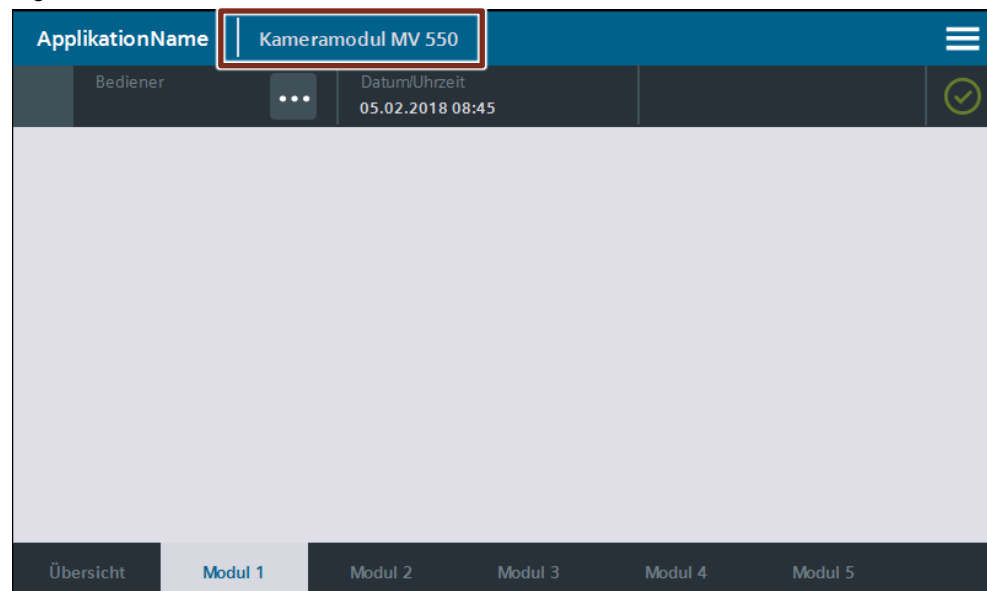 ApplikationName Kameramodul MV 550
Bediener Datum/Uhrzeit
05.02.2018 08:45
Übersicht Modul 1 Modul 2 Modul 3 Modul 4 Modul 5